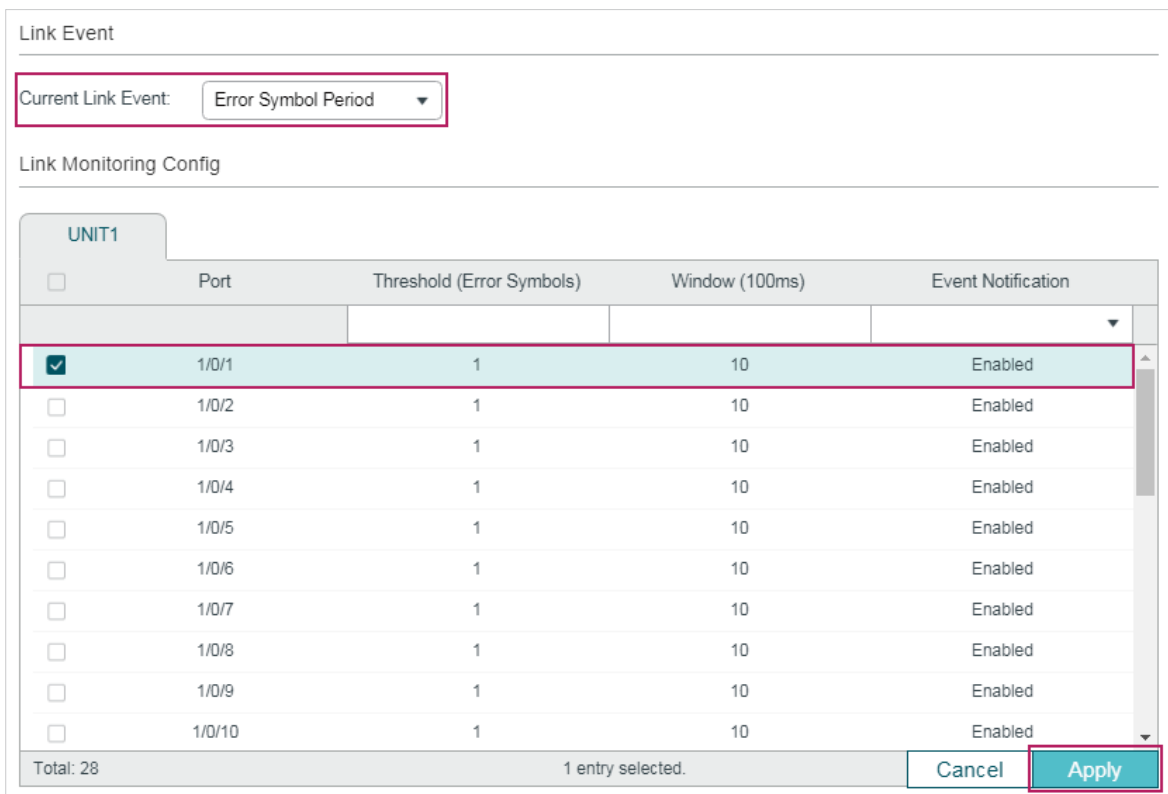 Link Event
Current Link Event: Error Symbol Period
Link Monitoring Config
UNIT1
Port Threshold (Error Symbols) Window (100ms) Event Notification
1/0/1 1 10 Enabled
1/0/2 1 10 Enabled
1/0/3 1 10 Enabled
1/0/4 1 10 Enabled
1/0/5 1 10 Enabled
1/0/6 1 10 Enabled
1/0/7 1 10 Enabled
1/0/8 1 10 Enabled
1/0/9 1 10 Enabled
1/0/10 1 10 Enabled
Total: 28 1 entry selected. Cancel Apply